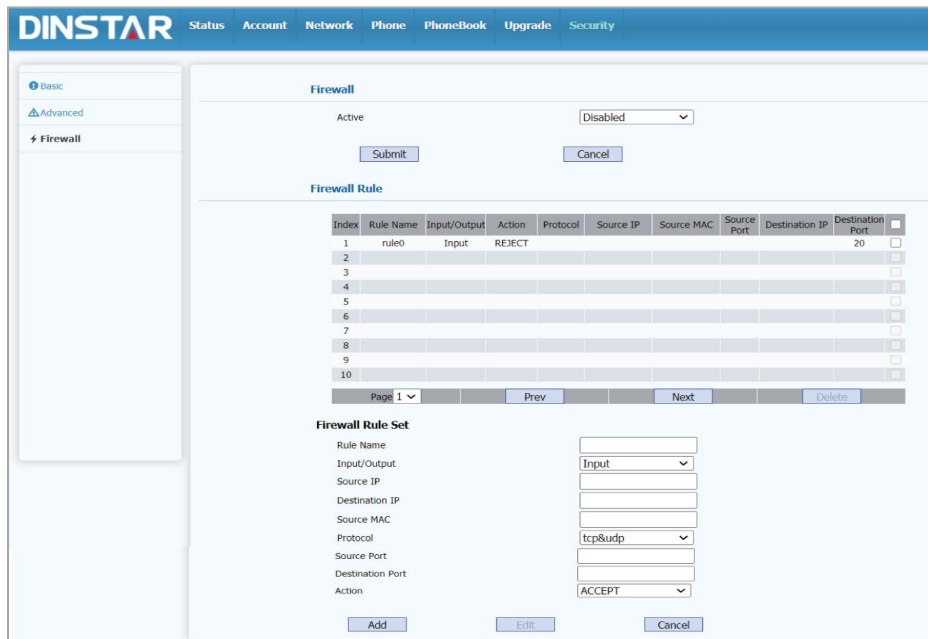 DINSTAR Status Account Network Phone PhoneBook Upgrade Security
Basic
Advanced
Firewall
Firewall
Active Disabled
Submit Cancel
Firewall Rule
Index Rule Name Input/Output Action Protocol Source IP Source MAC Source Port Destination IP Destination Port
1 rule0 Input REJECT 20
2
3
4
5
6
7
8
9
10
Page 1 Prev Next Delete
Firewall Rule Set
Rule Name
Input/Output Input
Source IP
Destination IP
Source MAC
Protocol tcp&udp
Source Port
Destination Port
Action ACCEPT
Add Edit Cancel